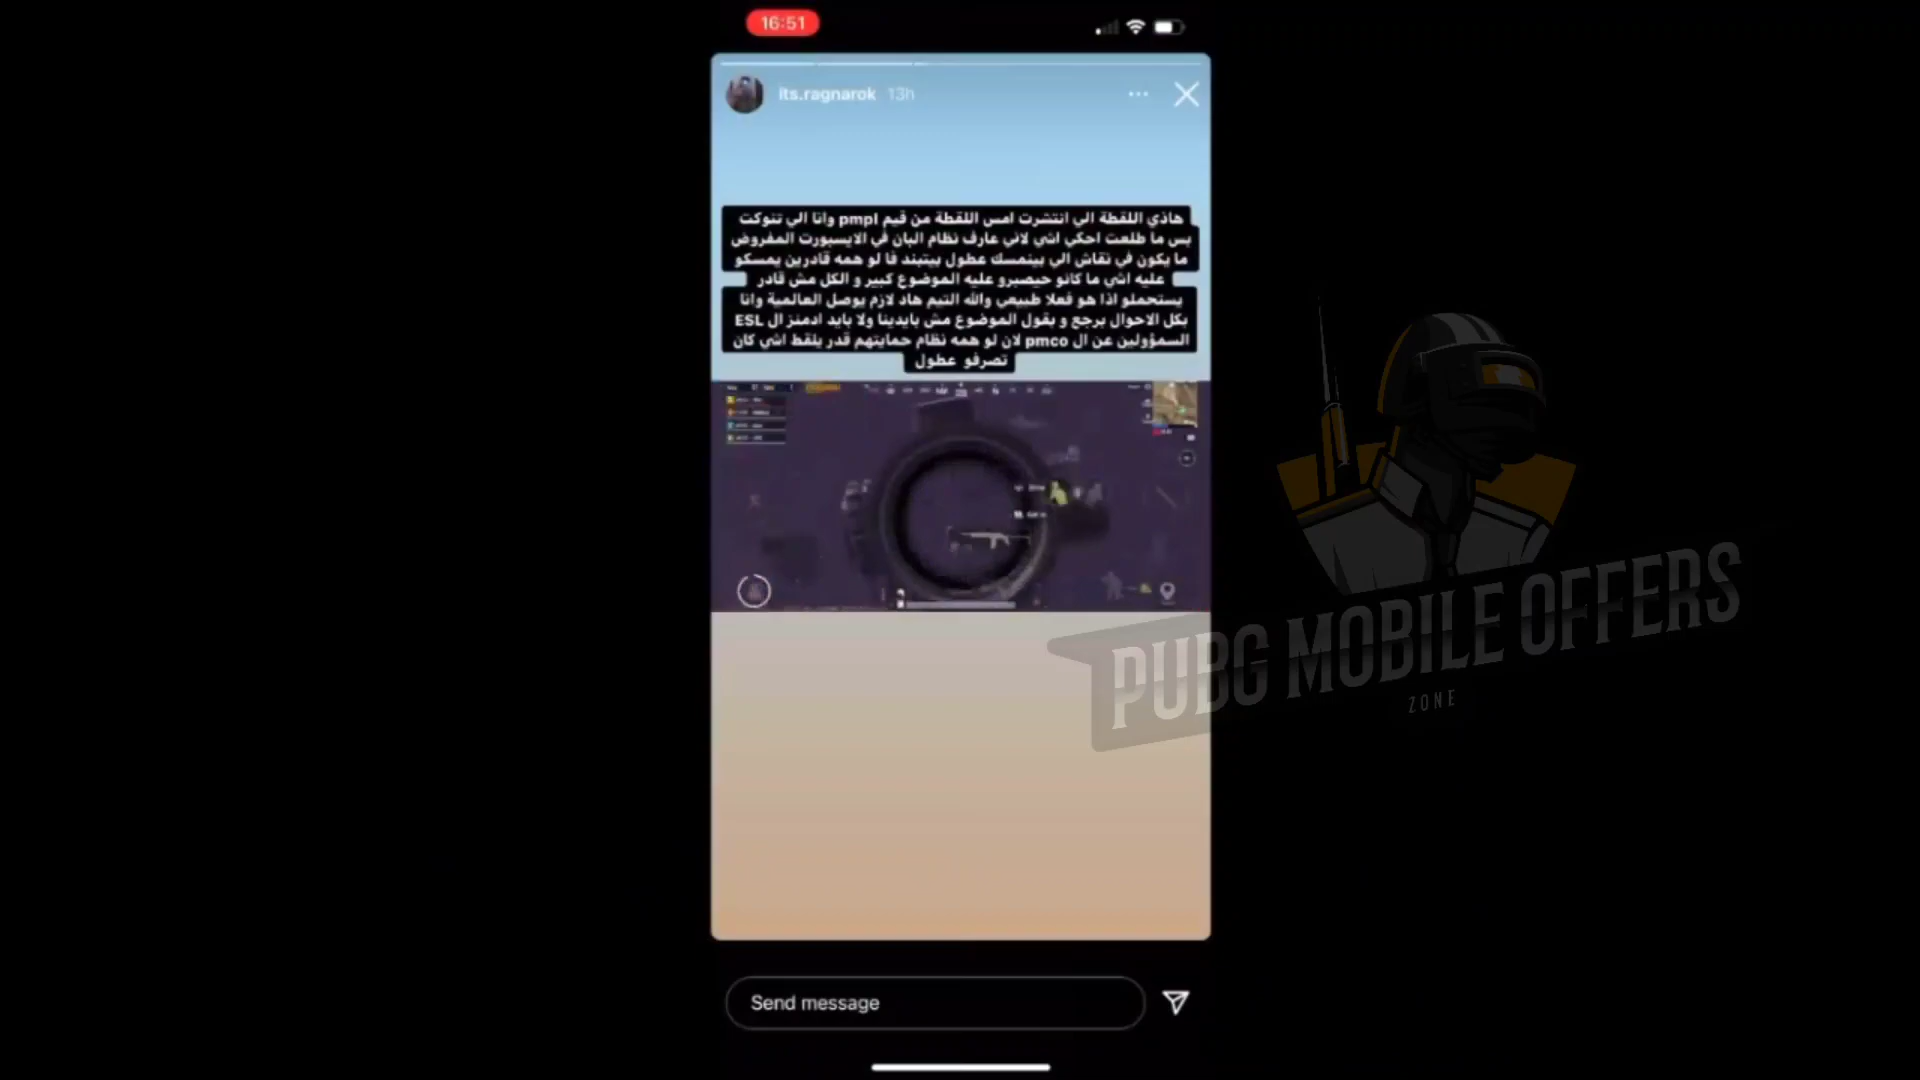 16:51
its.ragnarok 13h
هاذي اللقطة الي انتشرت امس اللقطة من قيم pmpl وانا الي تنوكت
بس ما طلعت احكي اشي لاني عارف نظام البان في الايسبورت المفروض
ما يكون في نقاش الي بينمسك عطول بيتبند فا لو همه قادرين يمسكو
عليه اشي ما كانو حيصبرو عليه الموضوع كبير و الكل مش قادر
يستحملو اذا هو فعلا طبيعي والله التيم هاد لازم يوصل العالمية وانا
بكل الاحوال برجع و بقول الموضوع مش بايدينا ولا بايد ادمنز ال ESL
السمؤولين عن ال pmco لان لو همه نظام حمايتهم قدر يلقط اشي كان
تصرفو عطول
PUBG MOBILE OFFERS
ZONE
Send message